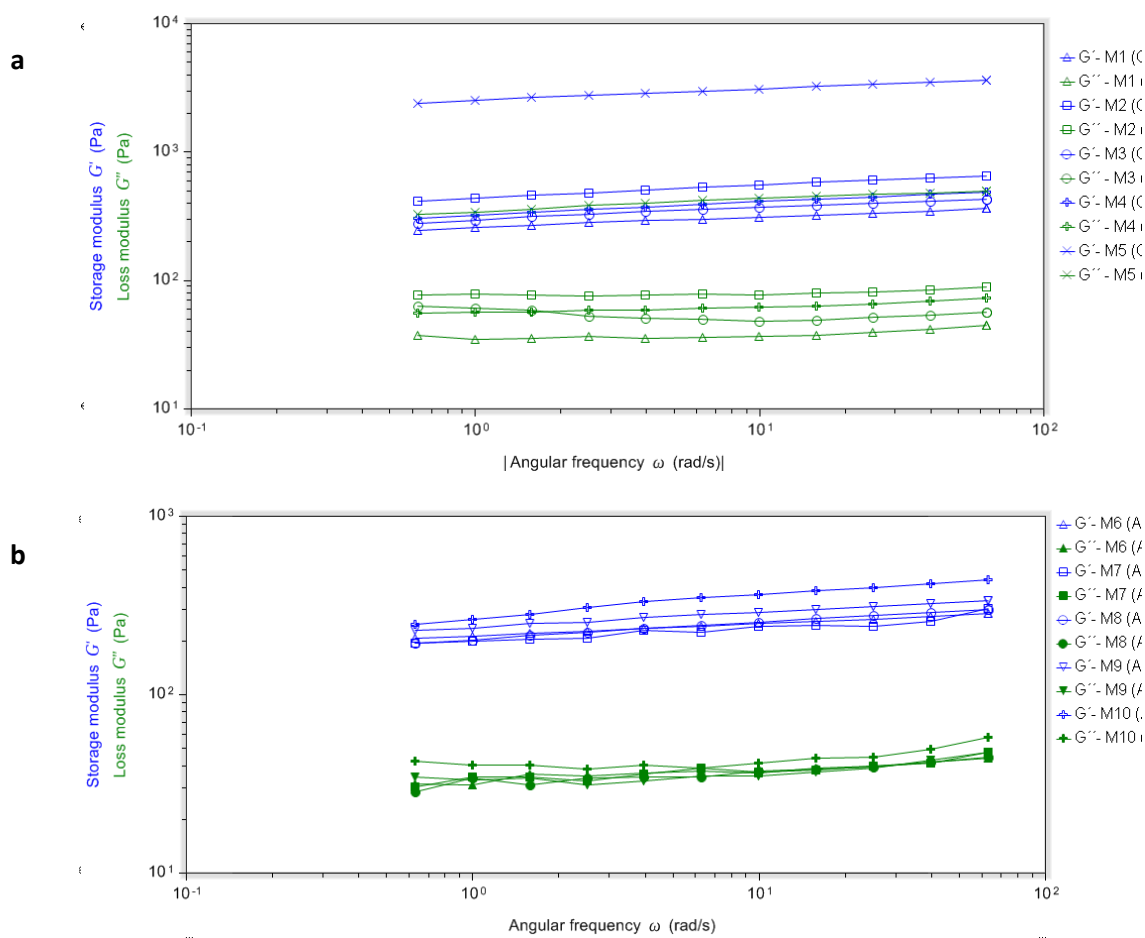 a
10⁴
10³
10²
10¹
Storage modulus G' (Pa)
Loss modulus G'' (Pa)
10⁻¹
10⁰
10¹
10²
|Angular frequency ω (rad/s)|
G´- M1 (
G´´ - M1
G´- M2 (
G´´ - M2
G´- M3 (
G´´ - M3
G´- M4 (
G´´ - M4
G´- M5 (
G´´ - M5
b
10³
10²
10¹
Storage modulus G' (Pa)
Loss modulus G'' (Pa)
10⁻¹
10⁰
10¹
10²
Angular frequency ω (rad/s)
G´- M6 (A
G´´- M6 (A
G´- M7 (A
G´´- M7 (A
G´- M8 (A
G´´- M8 (A
G´- M9 (A
G´´- M9 (A
G´- M10 (
G´´- M10